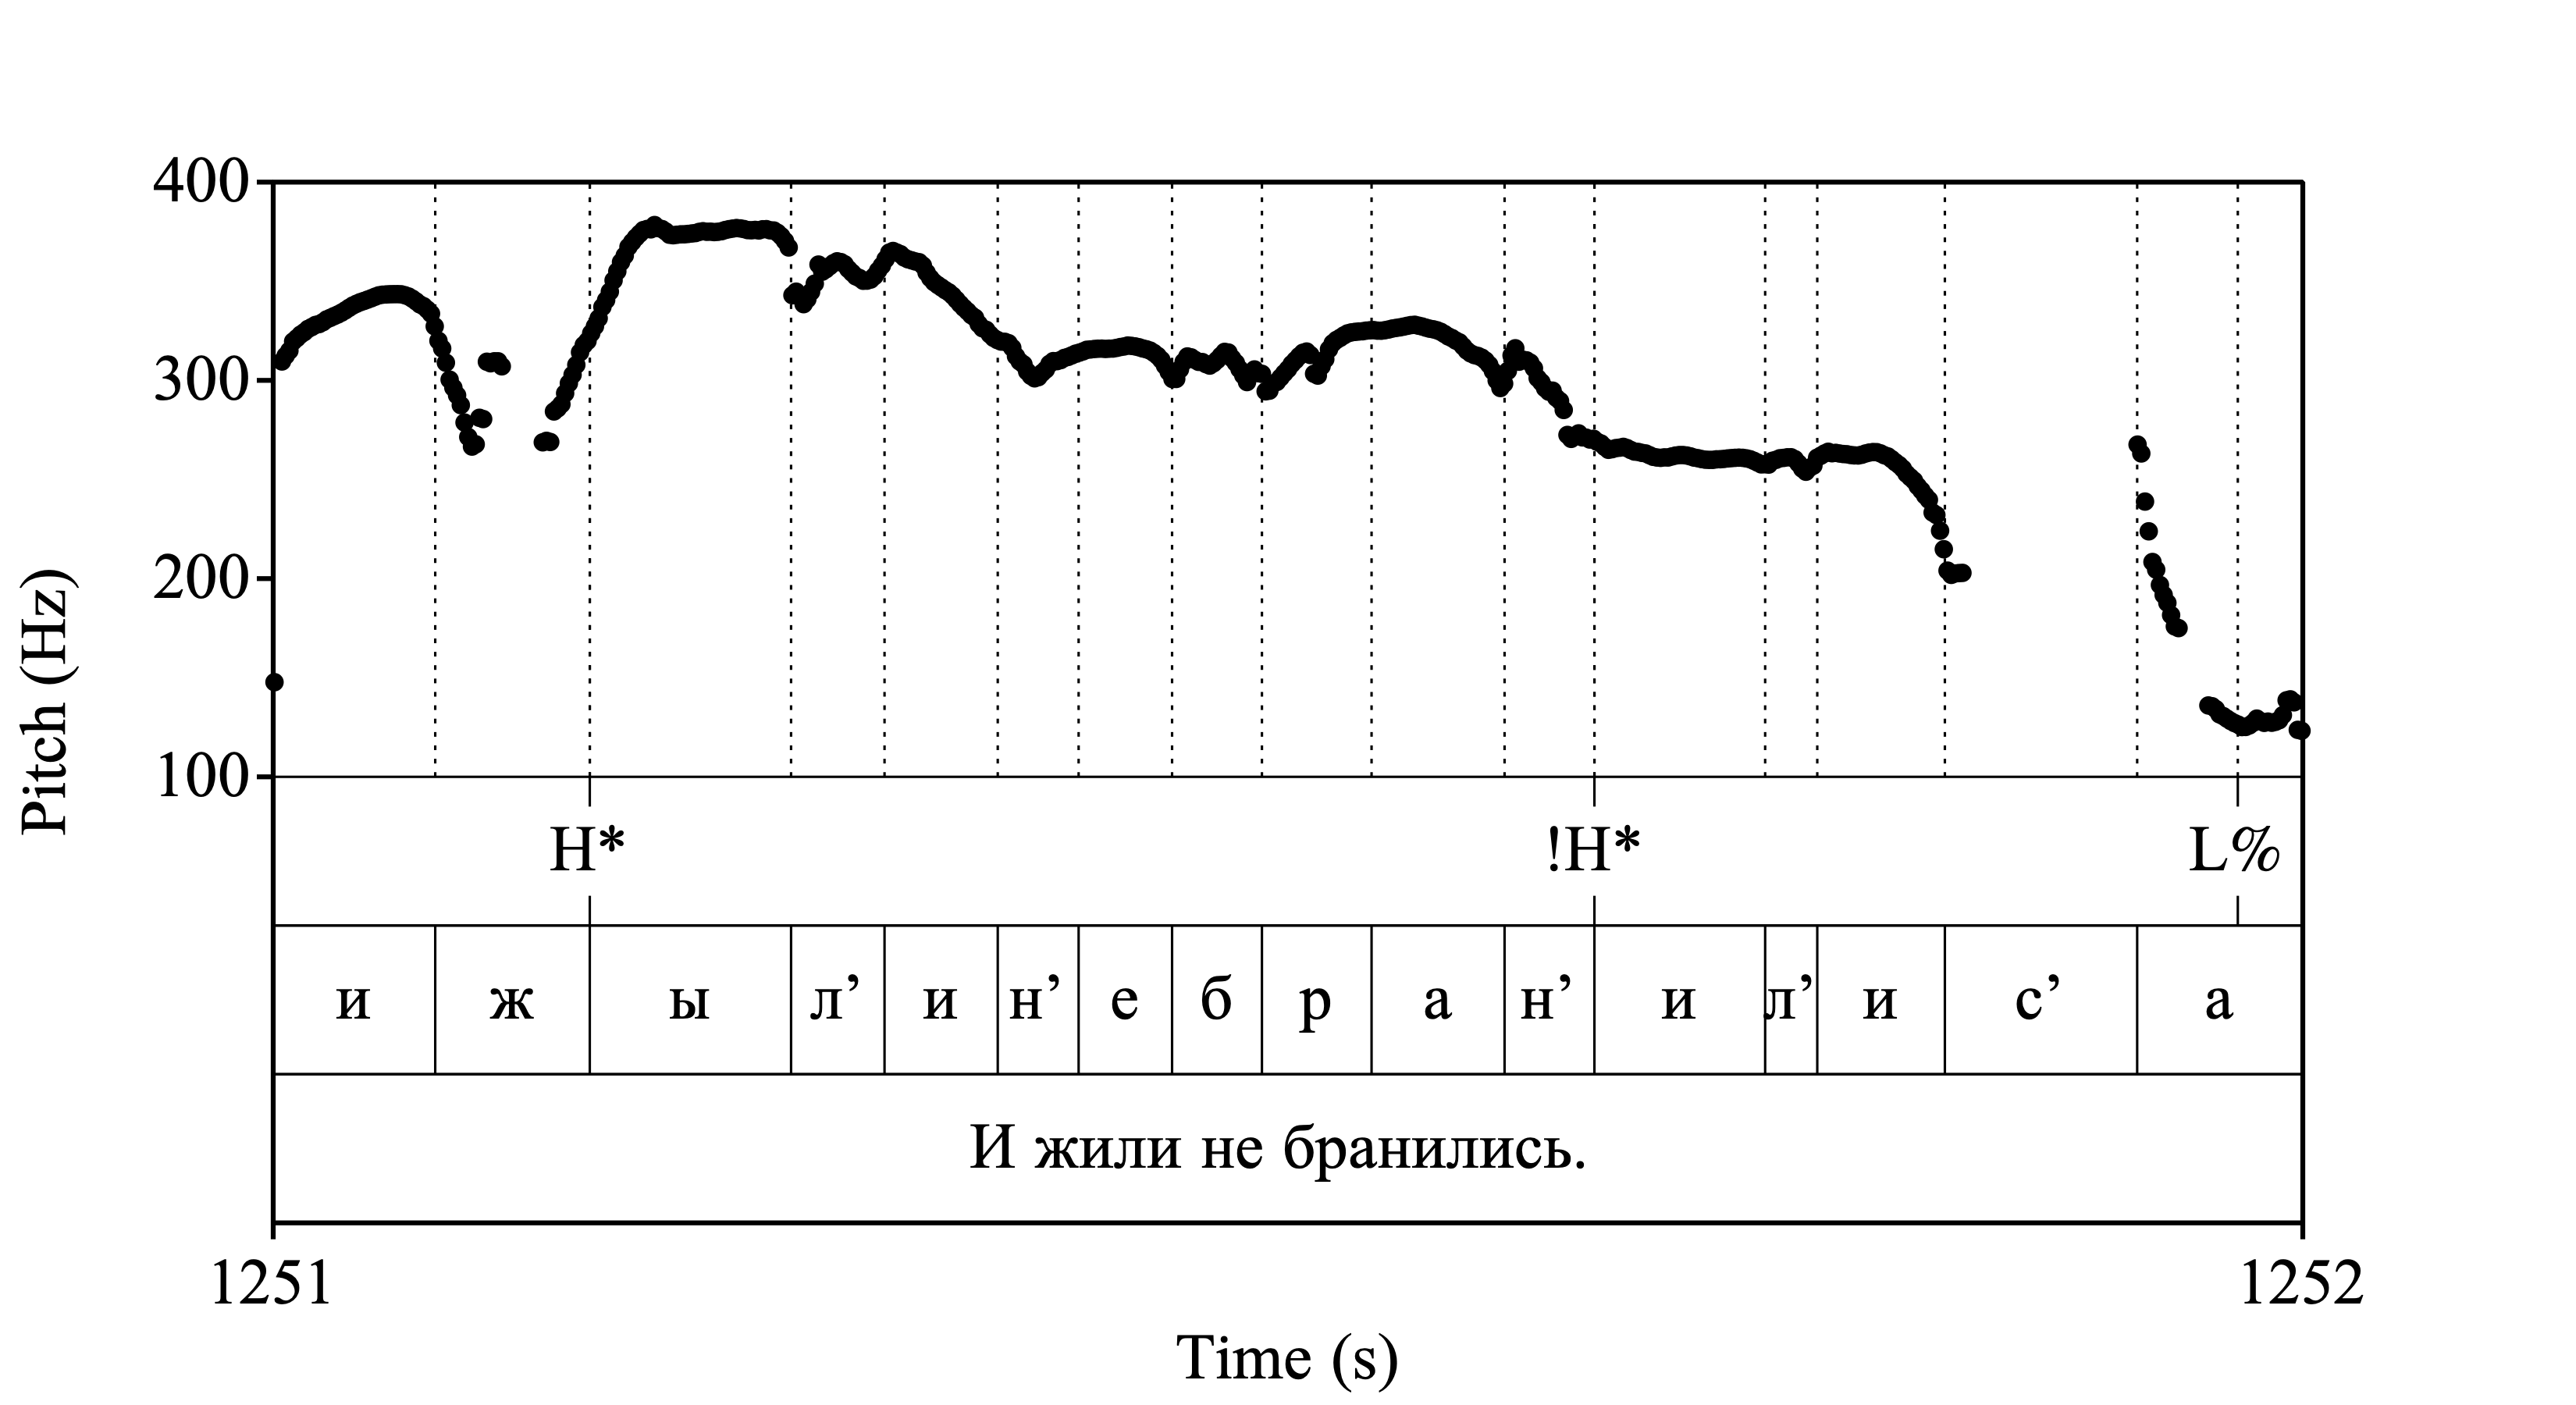 400
300
200
100
Pitch (Hz)
H* !H* L%
и ж ы л’ и н’ е б р а н’ и л’ и с’ а
И жили не бранились.
1251 1252
Time (s)